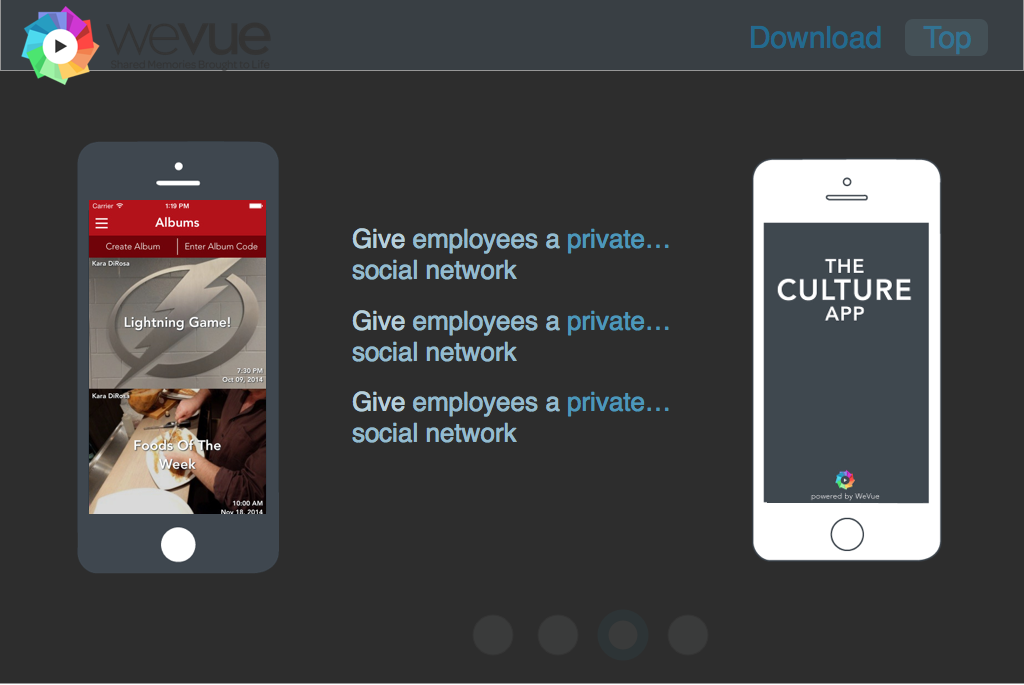 wevue
Shared Memories Brought to Life
Download
Top
Carrier
1:19 PM
Albums
Create Album
Enter Album Code
Kara DiRosa
Lightning Game!
7:30 PM
Oct 09, 2014
Kara DiRosa
Foods Of The
Week
10:00 AM
Nov 18, 2014
Give employees a private…
social network
Give employees a private…
social network
Give employees a private…
social network
THE
CULTURE
APP
powered by WeVue